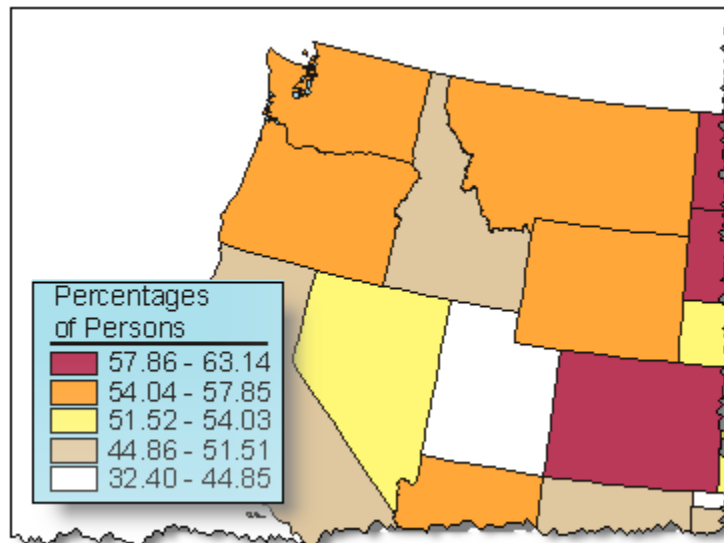 Percentages
of Persons
57.86 - 63.14
54.04 - 57.85
51.52 - 54.03
44.86 - 51.51
32.40 - 44.85